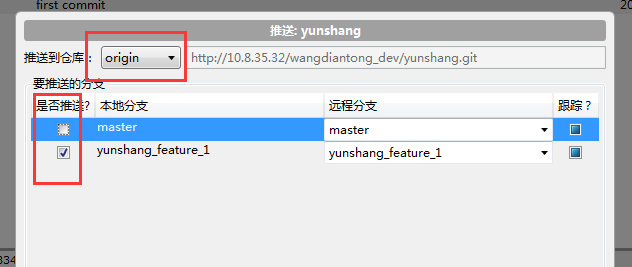 first commit
20
推送: yunshang
推送到仓库: origin http://10.8.35.32/wangdiantong_dev/yunshang.git
要推送的分支
是否推送? 本地分支 远程分支 跟踪？
master master
yunshang_feature_1 yunshang_feature_1
334